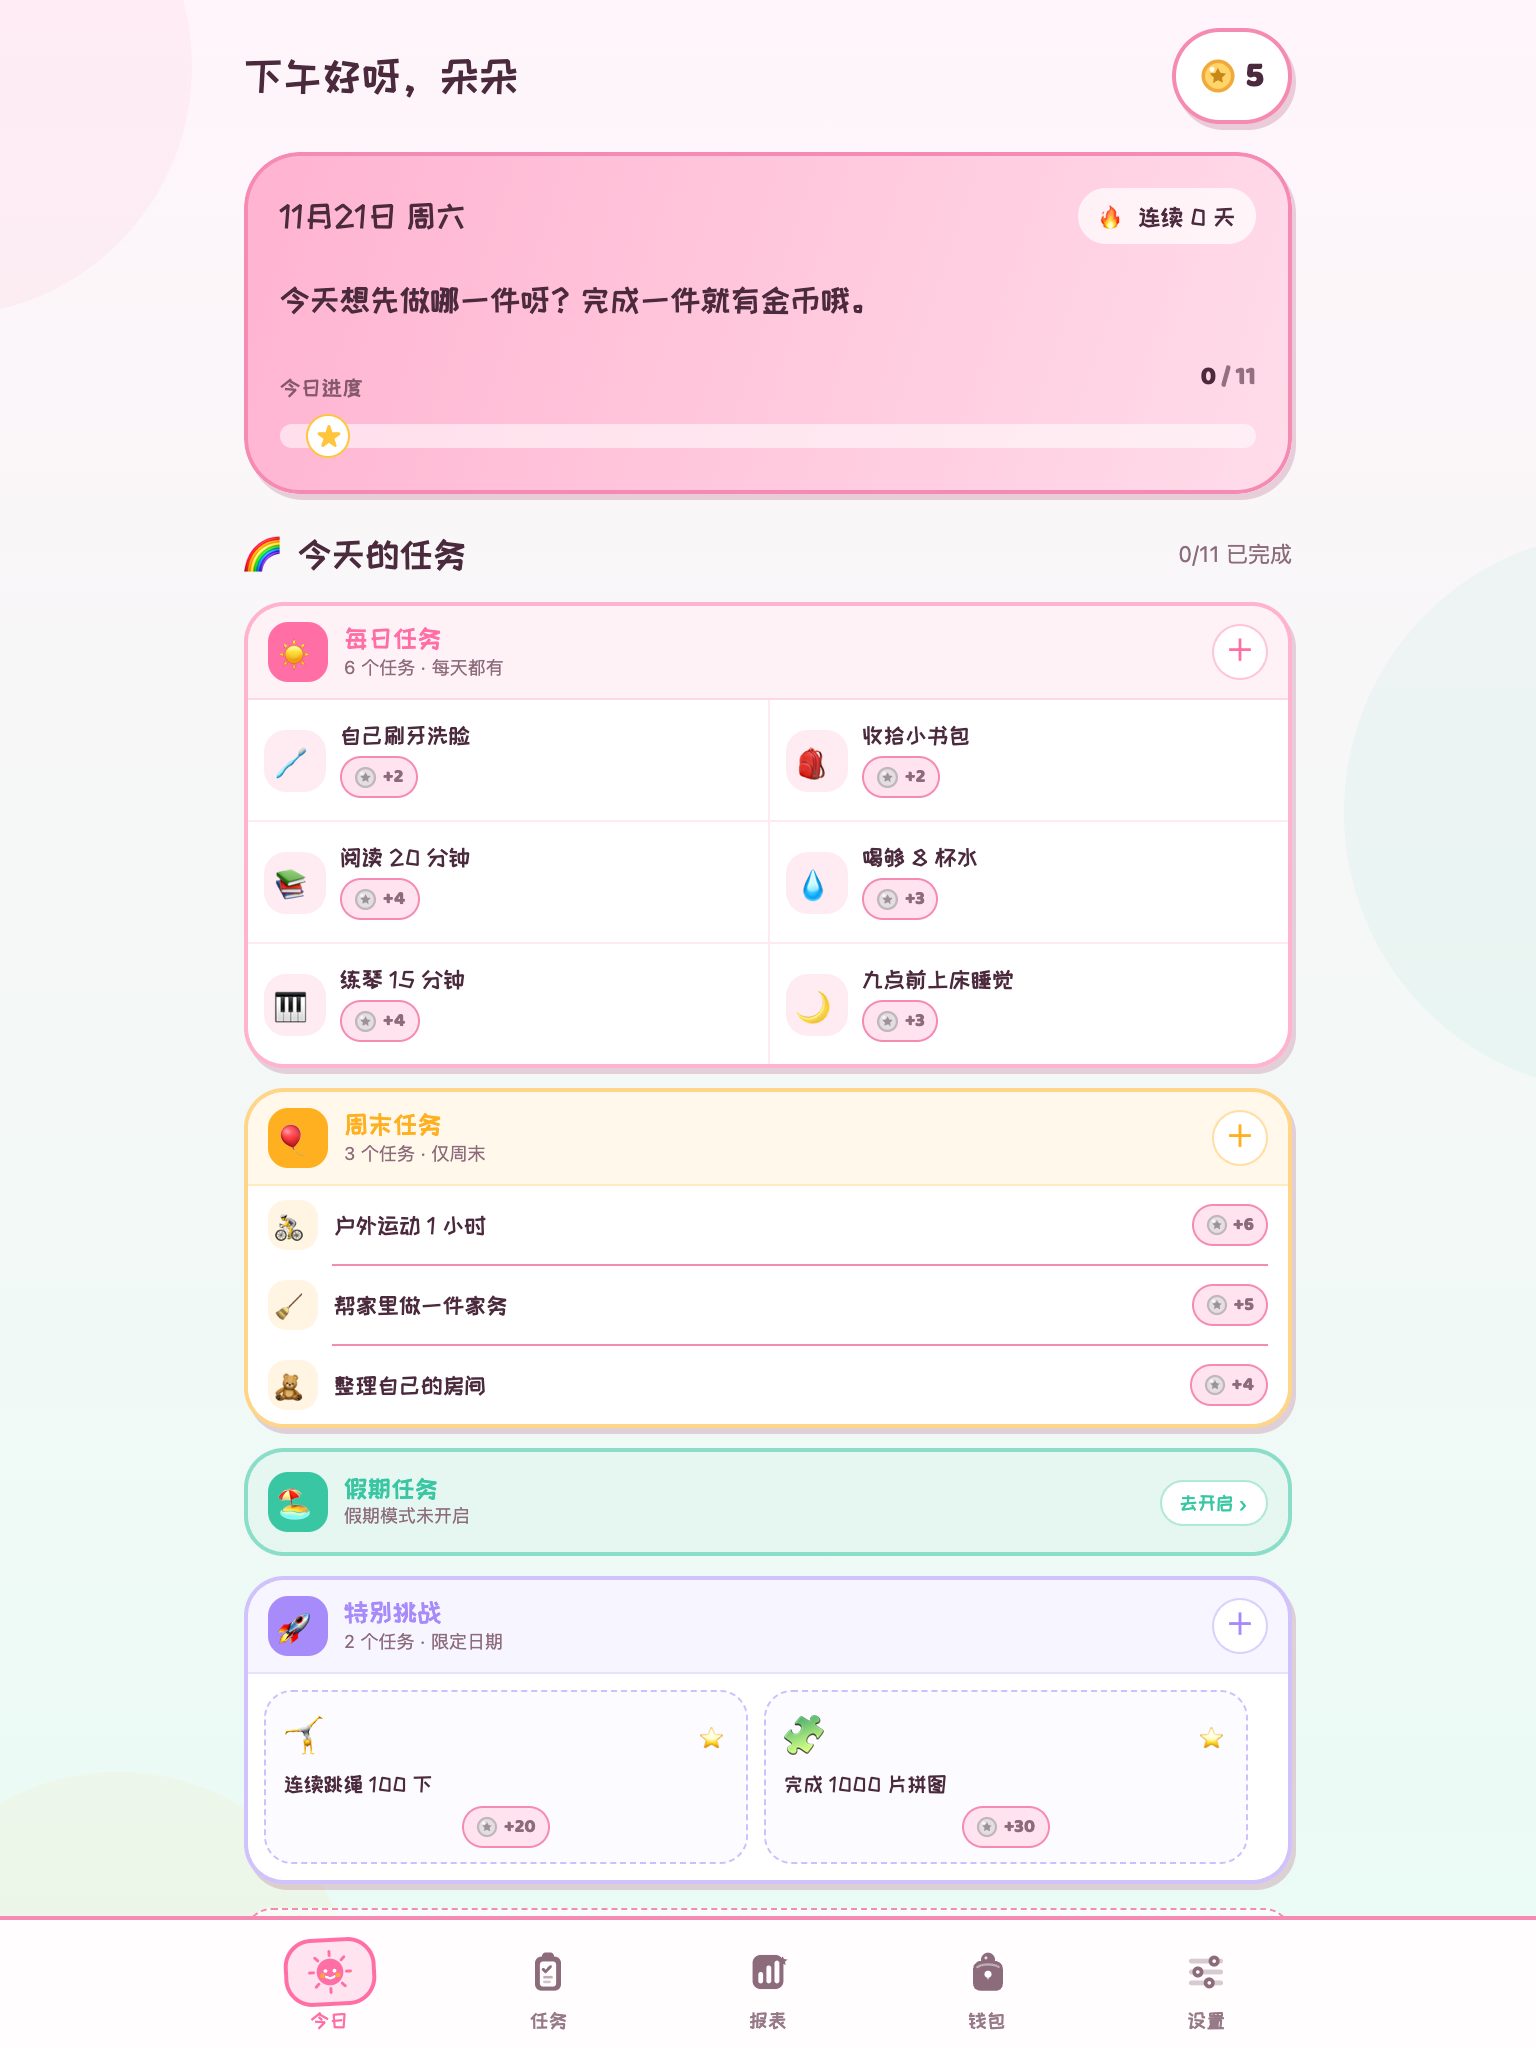 下午好呀，朵朵
5
11月21日 周六
连续 0 天
今天想先做哪一件呀？完成一件就有金币哦。
今日进度
0 / 11
今天的任务
0/11 已完成
每日任务
6 个任务 · 每天都有
自己刷牙洗脸
+2
收拾小书包
+2
阅读 20 分钟
+4
喝够 8 杯水
+3
练琴 15 分钟
+4
九点前上床睡觉
+3
周末任务
3 个任务 · 仅周末
户外运动 1 小时
+6
帮家里做一件家务
+5
整理自己的房间
+4
假期任务
假期模式未开启
去开启 ›
特别挑战
2 个任务 · 限定日期
连续跳绳 100 下
+20
完成 1000 片拼图
+30
今日
任务
报表
钱包
设置